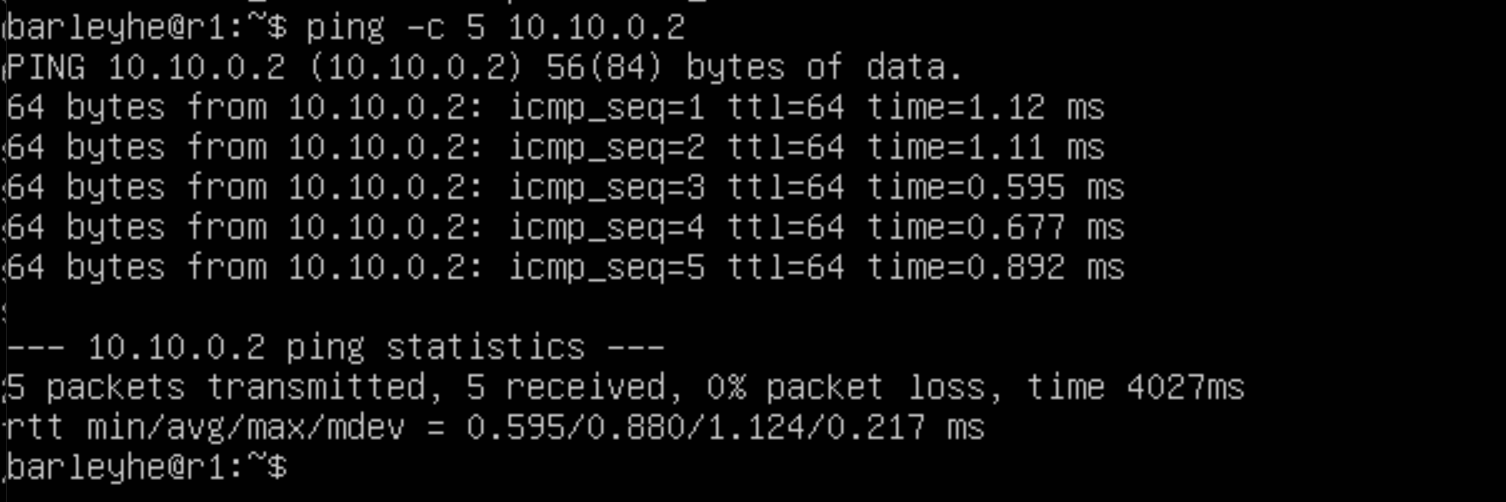 barleyhe@r1:~$ ping -c 5 10.10.0.2
PING 10.10.0.2 (10.10.0.2) 56(84) bytes of data.
64 bytes from 10.10.0.2: icmp_seq=1 ttl=64 time=1.12 ms
64 bytes from 10.10.0.2: icmp_seq=2 ttl=64 time=1.11 ms
64 bytes from 10.10.0.2: icmp_seq=3 ttl=64 time=0.595 ms
64 bytes from 10.10.0.2: icmp_seq=4 ttl=64 time=0.677 ms
64 bytes from 10.10.0.2: icmp_seq=5 ttl=64 time=0.892 ms
--- 10.10.0.2 ping statistics ---
5 packets transmitted, 5 received, 0% packet loss, time 4027ms
rtt min/avg/max/mdev = 0.595/0.880/1.124/0.217 ms
barleyhe@r1:~$